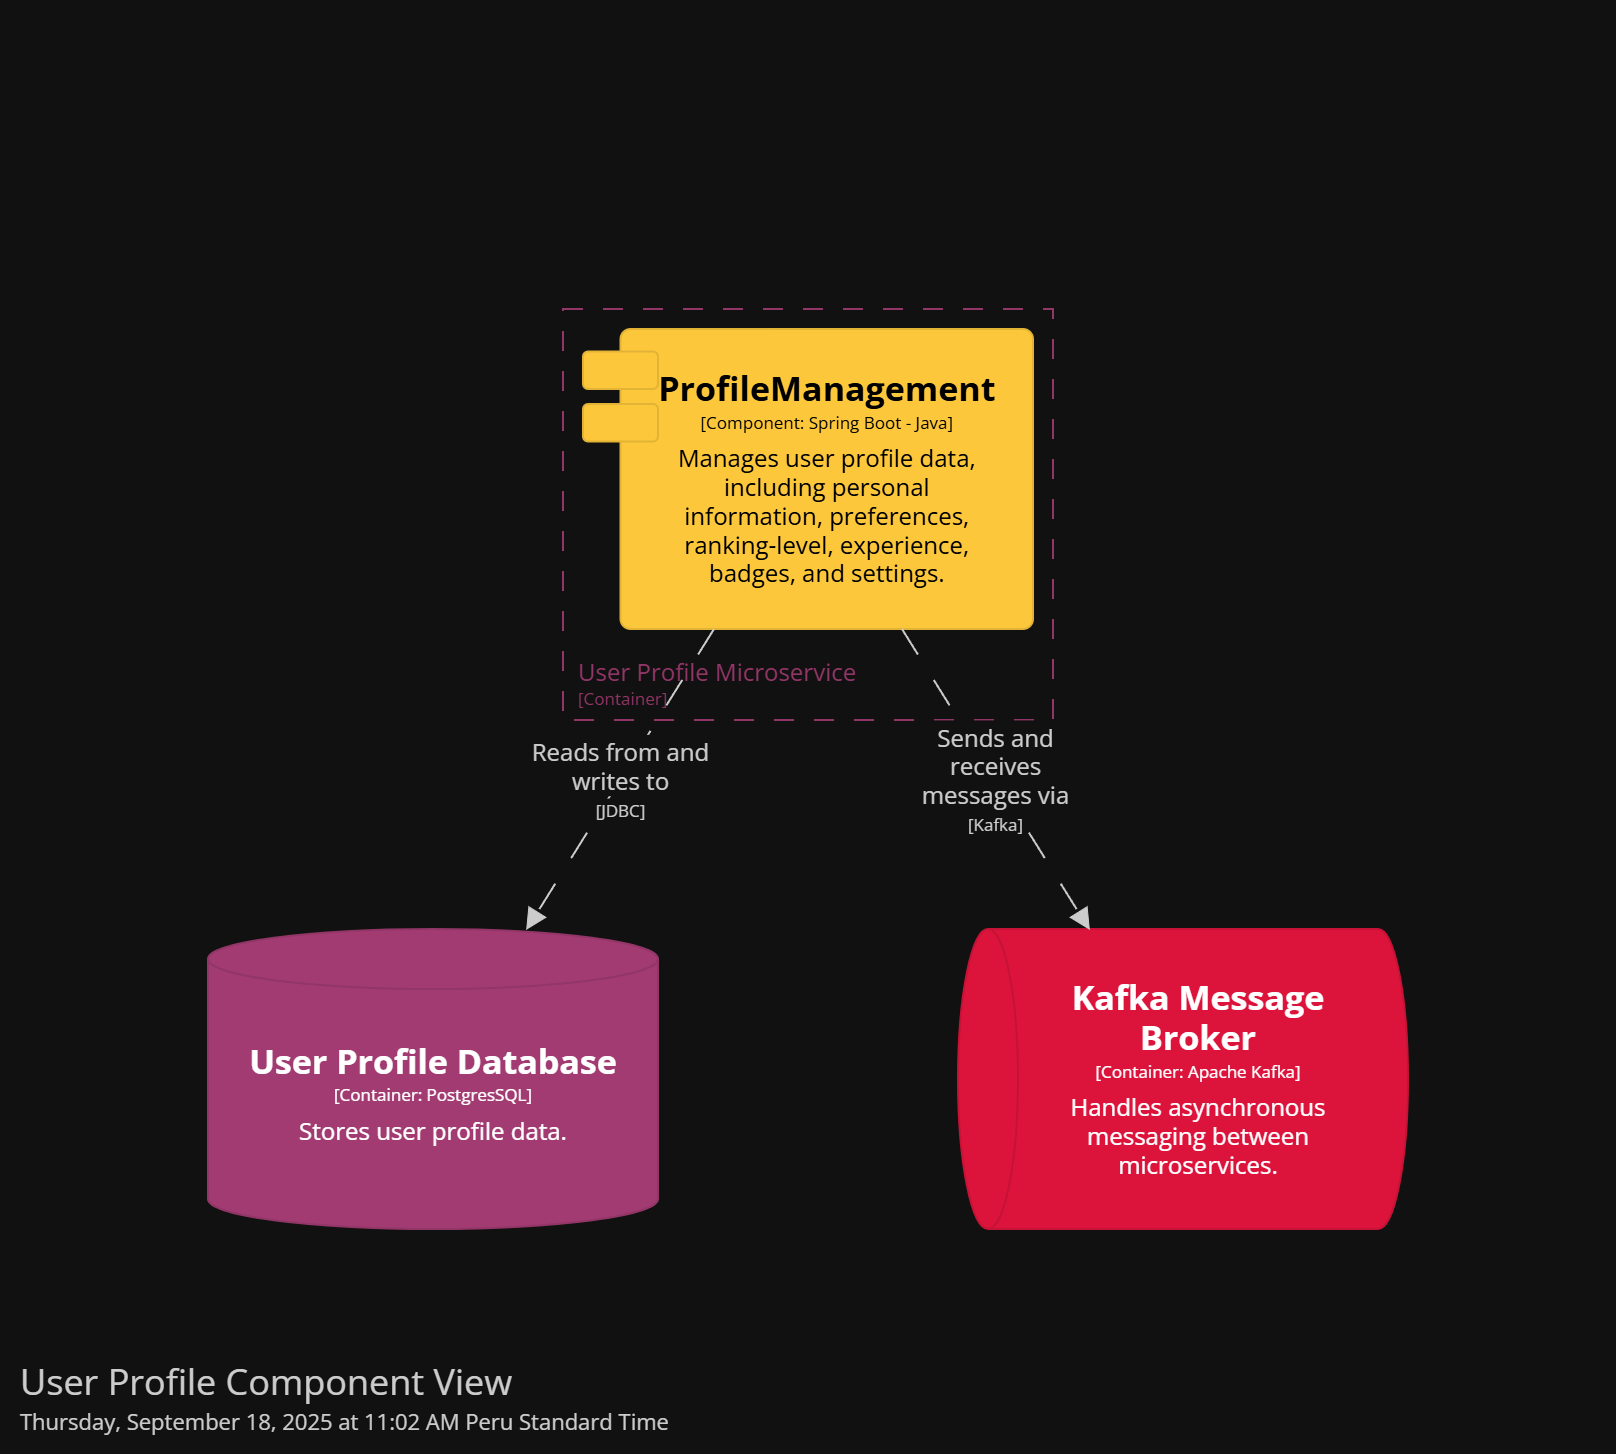 ProfileManagement
[Component: Spring Boot - Java]
Manages user profile data,
including personal
information, preferences,
ranking-level, experience,
badges, and settings.
User Profile Microservice
[Container]
Reads from and
writes to
[JDBC]
Sends and
receives
messages via
[Kafka]
User Profile Database
[Container: PostgresSQL]
Stores user profile data.
Kafka Message
Broker
[Container: Apache Kafka]
Handles asynchronous
messaging between
microservices.
User Profile Component View
Thursday, September 18, 2025 at 11:02 AM Peru Standard Time